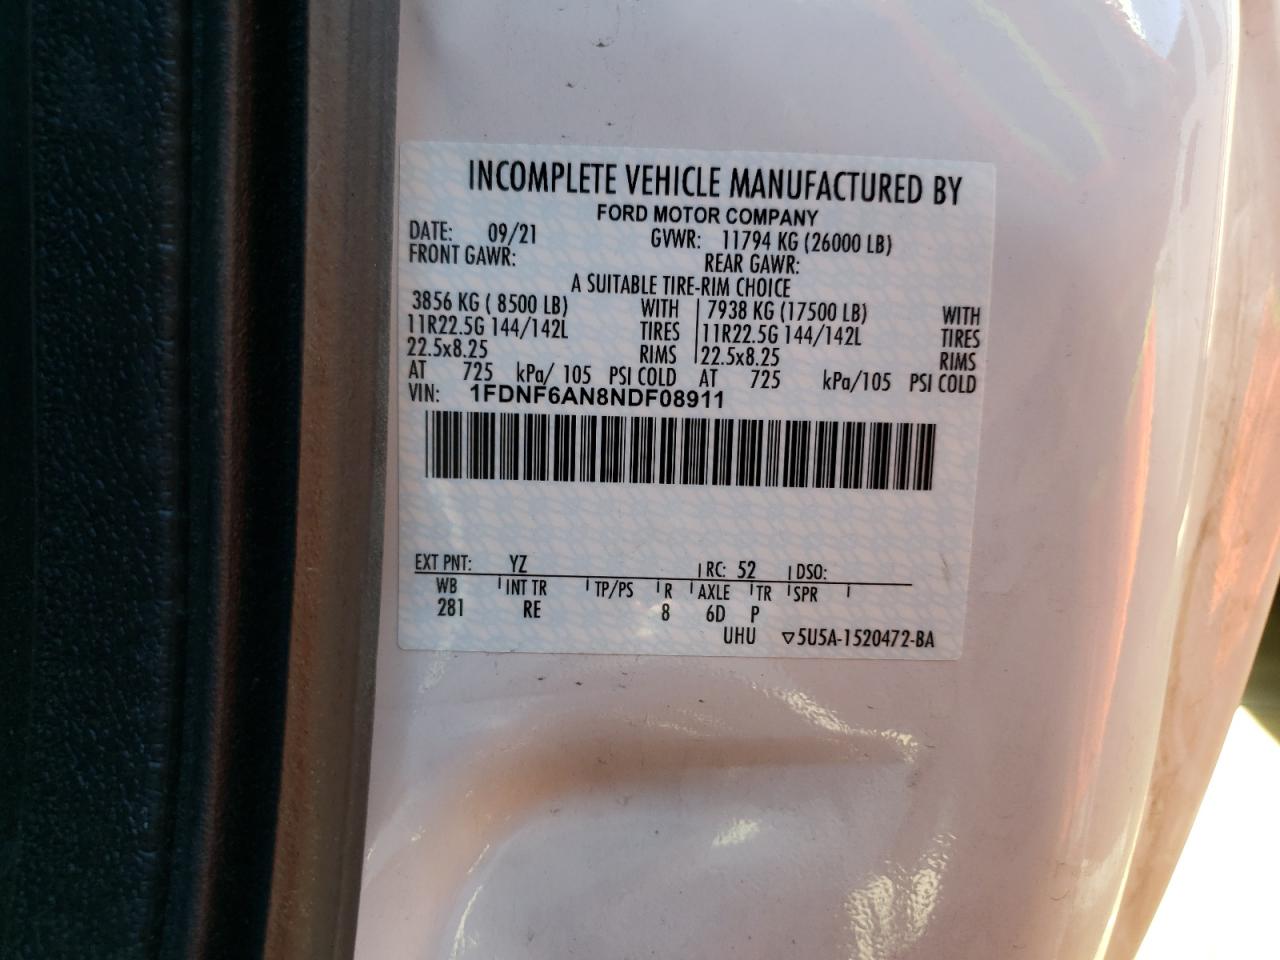 INCOMPLETE VEHICLE MANUFACTURED BY
FORD MOTOR COMPANY
DATE: 09/21 GVWR: 11794 KG (26000 LB)
FRONT GAWR: REAR GAWR:
A SUITABLE TIRE-RIM CHOICE
3856 KG ( 8500 LB) WITH 7938 KG (17500 LB) WITH
11R22.5G 144/142L TIRES 11R22.5G 144/142L TIRES
22.5x8.25 RIMS 22.5x8.25 RIMS
AT 725 kPa/ 105 PSI COLD AT 725 kPa/105 PSI COLD
VIN: 1FDNF6AN8NDF08911
EXT PNT: YZ RC: 52 DSO:
WB INT TR TP/PS R AXLE TR SPR
281 RE 8 6D P
UHU ▽5U5A-1520472-BA